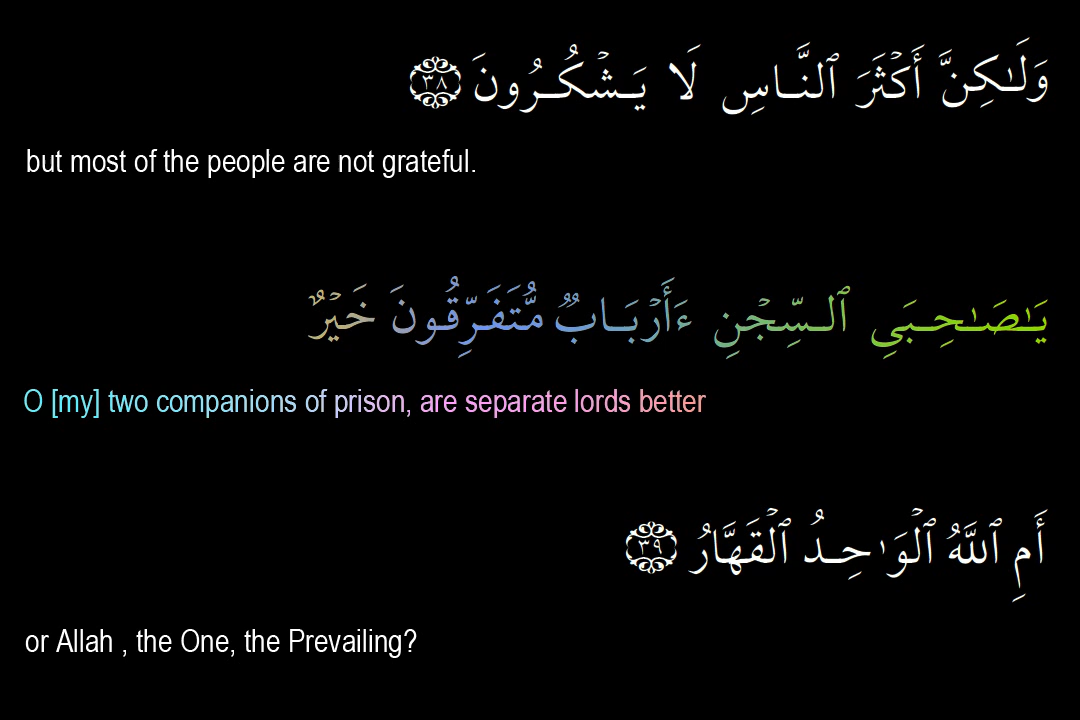 وَلَـٰكِنَّ أَكْثَرَ ٱلنَّاسِ لَا يَشْكُرُونَ ٣٨
but most of the people are not grateful.
يَـٰصَـٰحِبَىِ ٱلسِّجْنِ ءَأَرْبَابٌ مُّتَفَرِّقُونَ خَيْرٌ
O [my] two companions of prison, are separate lords better
أَمِ ٱللَّهُ ٱلْوَٰحِدُ ٱلْقَهَّارُ ٣٩
or Allah , the One, the Prevailing?